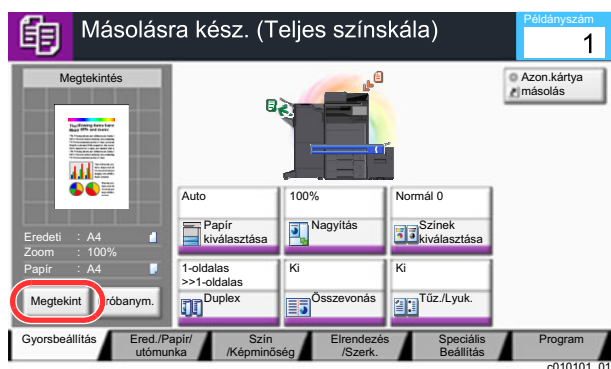 Másolásra kész. (Teljes színskála)
Példányszám
1
Megtekintés
Eredeti : A4
Zoom : 100%
Papír : A4
Megtekint
róbanym.
Azon.kártya
másolás
Auto
Papír
kiválasztása
100%
Nagyítás
Normál 0
Színek
kiválasztása
1-oldalas
>>1-oldalas
Duplex
Ki
Összevonás
Ki
Tűz./Lyuk.
Gyorsbeállítás
Ered./Papír/
utómunka
Szín
/Képminőség
Elrendezés
/Szerk.
Speciális
Beállítás
Program
c010101_01